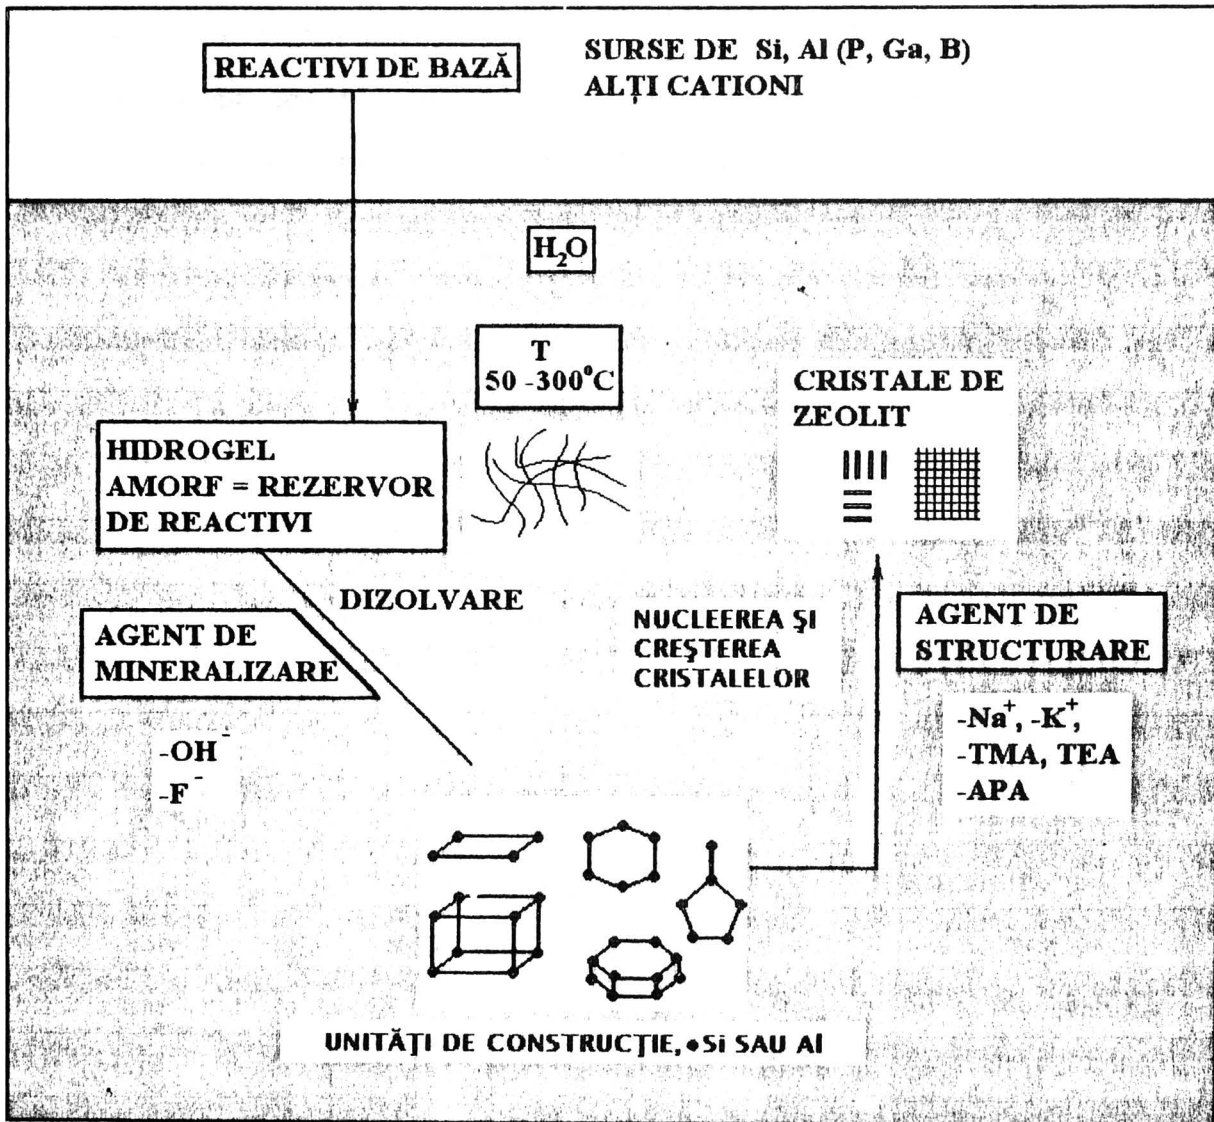 REACTIVI DE BAZĂ
SURSE DE Si, Al (P, Ga, B)
ALȚI CATIONI
H₂O
T
50 -300°C
CRISTALE DE
ZEOLIT
HIDROGEL
AMORF = REZERVOR
DE REACTIVI
DIZOLVARE
AGENT DE
MINERALIZARE
-OH⁻
-F⁻
NUCLEEREA ŞI
CREŞTEREA
CRISTALELOR
AGENT DE
STRUCTURARE
-Na⁺, -K⁺,
-TMA, TEA
-APA
UNITĂŢI DE CONSTRUCŢIE, •Si SAU Al